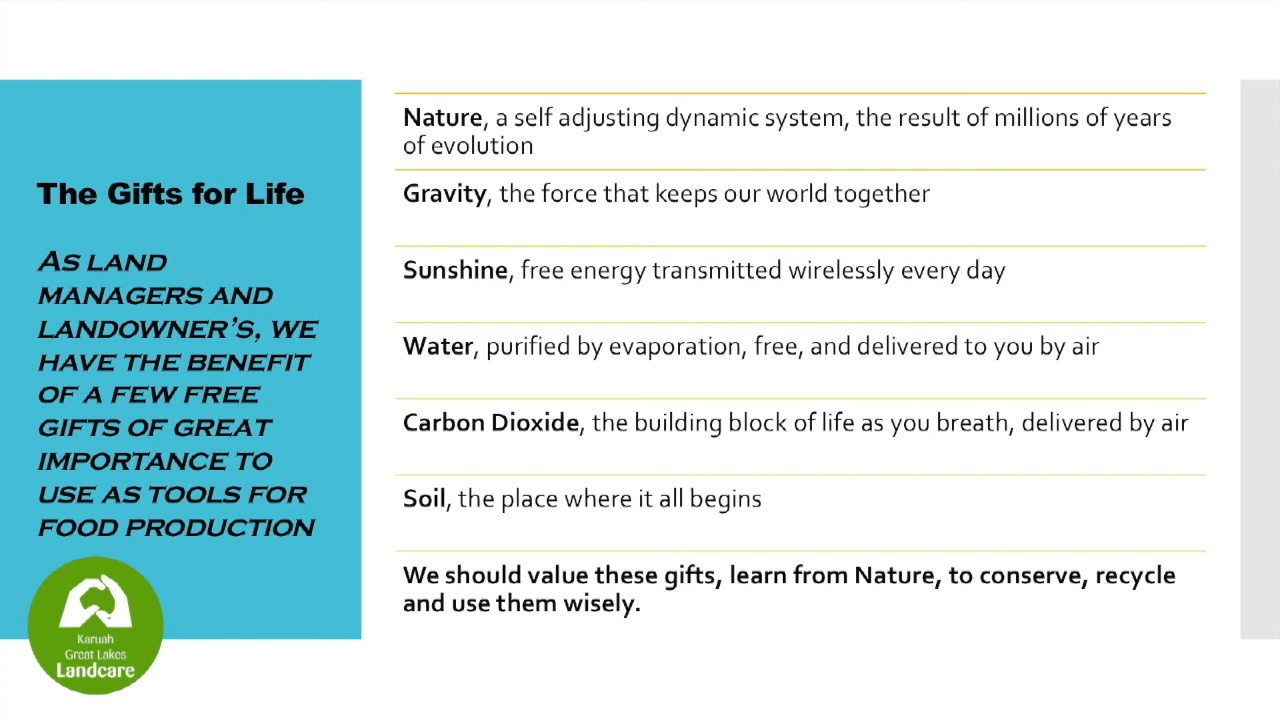 The Gifts for Life
AS LAND
MANAGERS AND
LANDOWNER'S, WE
HAVE THE BENEFIT
OF A FEW FREE
GIFTS OF GREAT
IMPORTANCE TO
USE AS TOOLS FOR
FOOD PRODUCTION
Karuah
Great Lakes
Landcare
Nature, a self adjusting dynamic system, the result of millions of years
of evolution
Gravity, the force that keeps our world together
Sunshine, free energy transmitted wirelessly every day
Water, purified by evaporation, free, and delivered to you by air
Carbon Dioxide, the building block of life as you breath, delivered by air
Soil, the place where it all begins
We should value these gifts, learn from Nature, to conserve, recycle
and use them wisely.